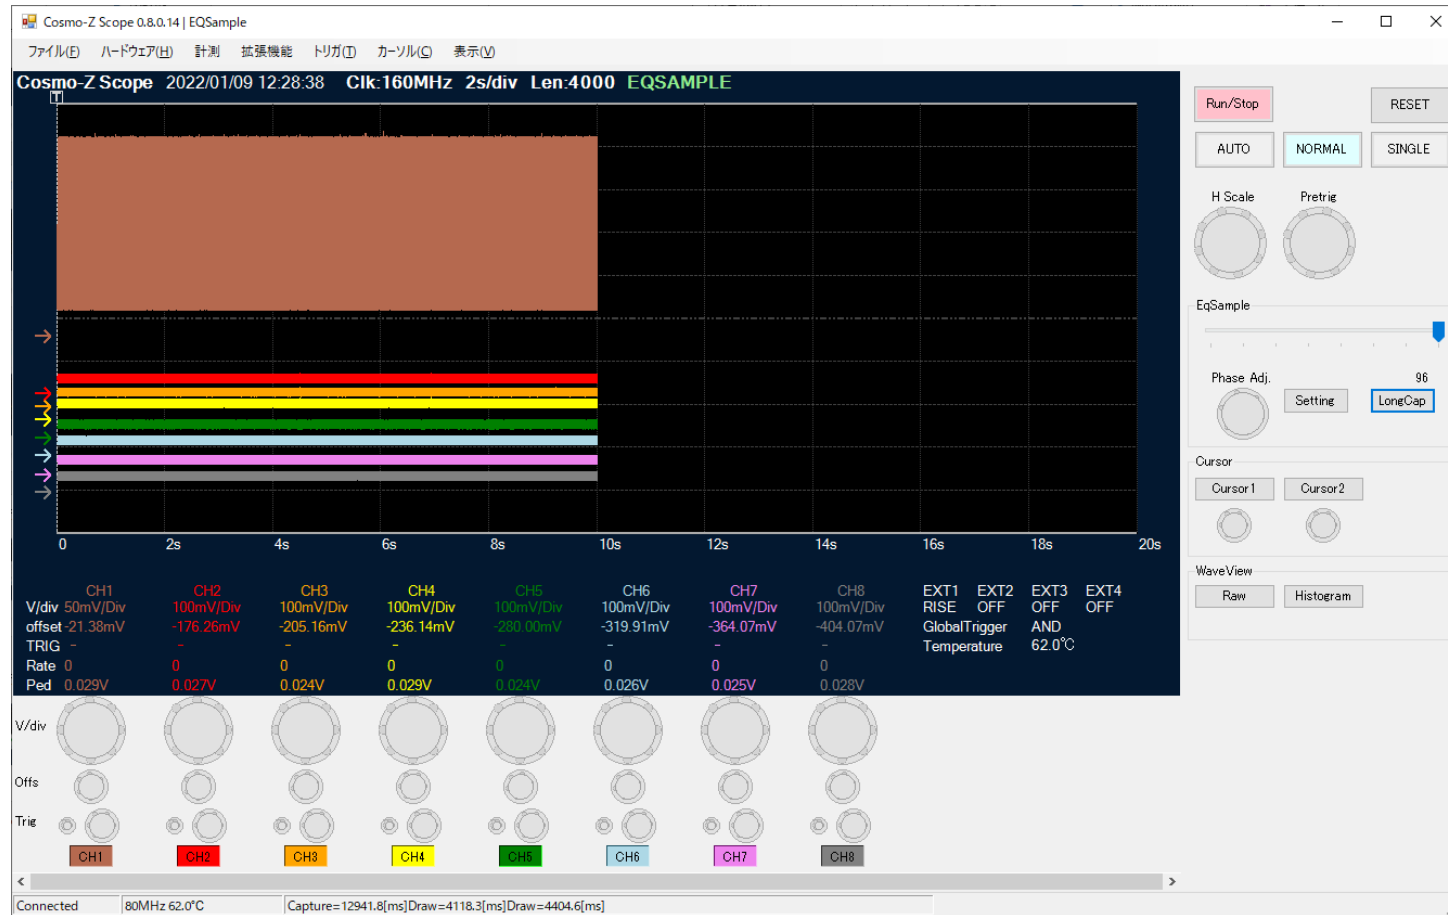 Cosmo-Z Scope 0.8.0.14 | EQSample
ファイル(F) ハードウェア(H) 計測 拡張機能 トリガ(T) カーソル(C) 表示(V)
Cosmo-Z Scope 2022/01/09 12:28:38 Clk:160MHz 2s/div Len:4000 EQSAMPLE
T
Run/Stop RESET
AUTO NORMAL SINGLE
H Scale Pretrig
EqSample
Phase Adj. 96
Setting LongCap
Cursor
Cursor1 Cursor2
WaveView
Raw Histogram
0 2s 4s 6s 8s 10s 12s 14s 16s 18s 20s
CH1 CH2 CH3 CH4 CH5 CH6 CH7 CH8 EXT1 EXT2 EXT3 EXT4
V/div 50mV/Div 100mV/Div 100mV/Div 100mV/Div 100mV/Div 100mV/Div 100mV/Div 100mV/Div RISE OFF OFF OFF
offset -21.38mV -176.26mV -205.16mV -236.14mV -280.00mV -319.91mV -364.07mV -404.07mV GlobalTrigger AND
TRIG - - - - - - - - Temperature 62.0℃
Rate 0 0 0 0 0 0 0 0
Ped 0.029V 0.027V 0.024V 0.029V 0.024V 0.026V 0.025V 0.028V
V/div
Offs
Trig
CH1 CH2 CH3 CH4 CH5 CH6 CH7 CH8
Connected 80MHz 62.0℃ Capture=12941.8[ms]Draw=4118.3[ms]Draw=4404.6[ms]